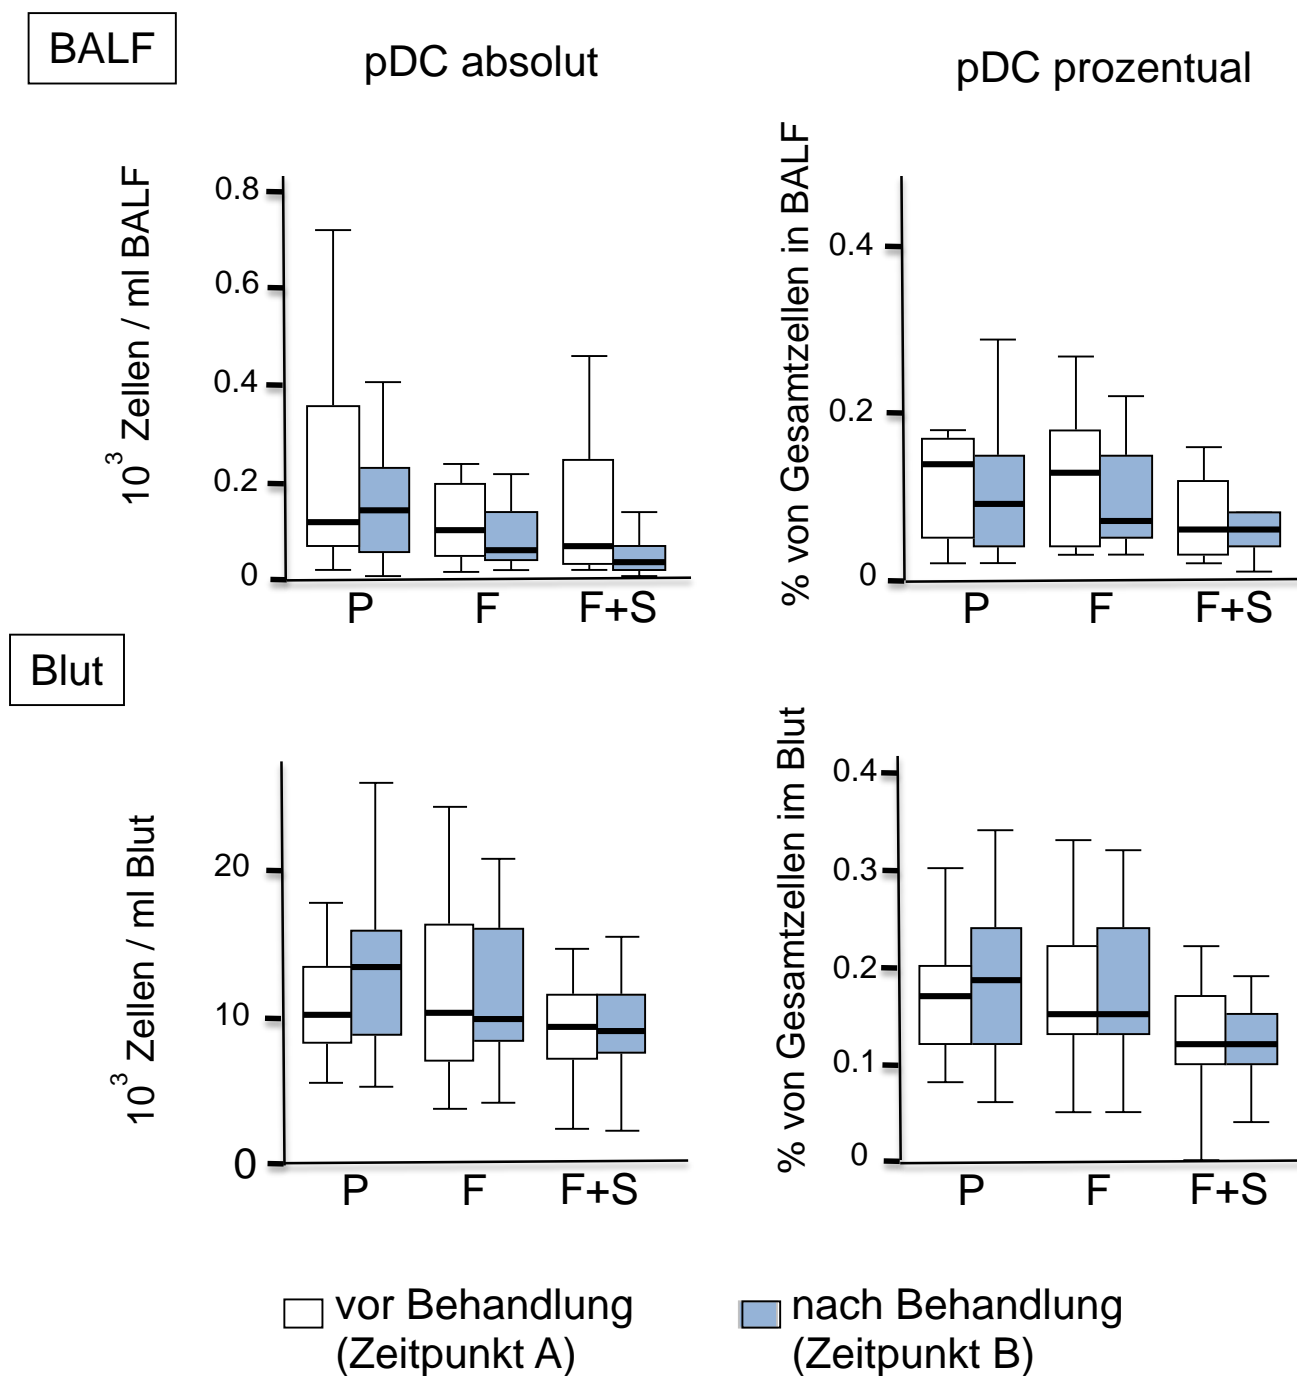 BALF
pDC absolut
pDC prozentual
10³ Zellen / ml BALF
0.8
0.6
0.4
0.2
0
P
F
F+S
% von Gesamtzellen in BALF
0.4
0.2
0
P
F
F+S
Blut
10³ Zellen / ml Blut
20
10
0
P
F
F+S
% von Gesamtzellen im Blut
0.4
0.3
0.2
0.1
0
P
F
F+S
vor Behandlung
(Zeitpunkt A)
nach Behandlung
(Zeitpunkt B)